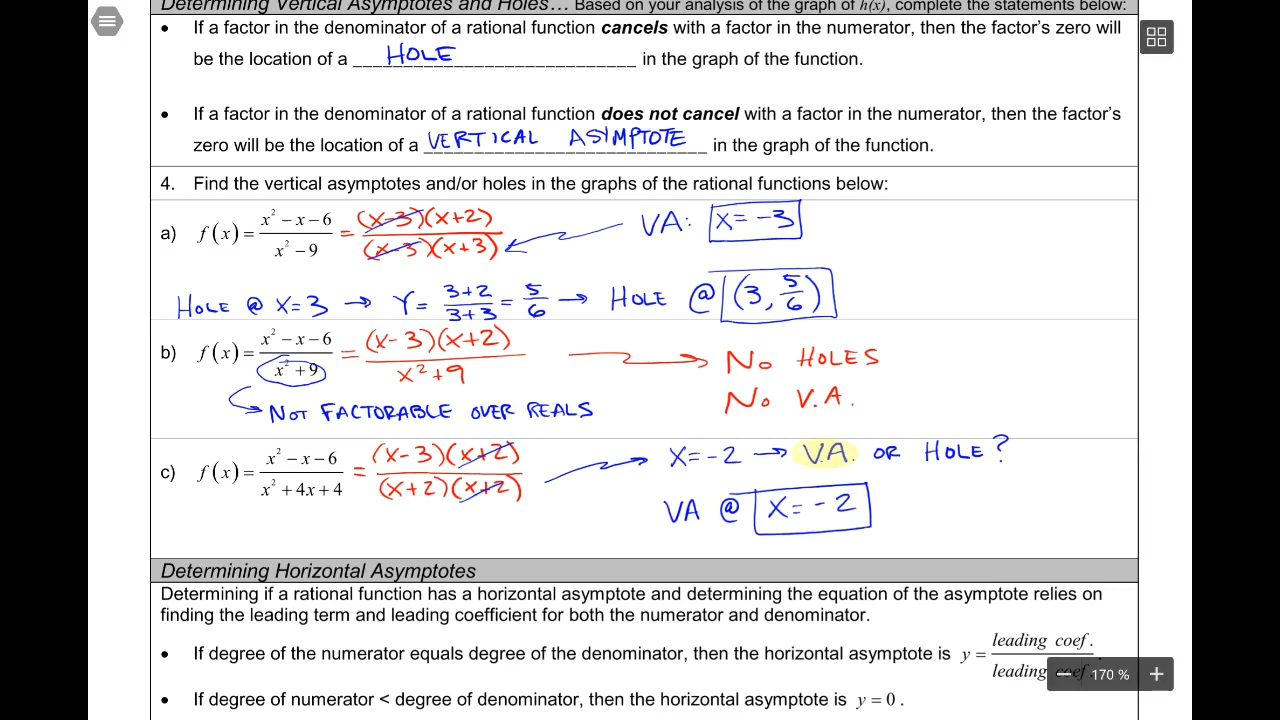 Determining Vertical Asymptotes and Holes… Based on your analysis of the graph of h(x), complete the statements below:
• If a factor in the denominator of a rational function cancels with a factor in the numerator, then the factor's zero will
be the location of a HOLE in the graph of the function.
• If a factor in the denominator of a rational function does not cancel with a factor in the numerator, then the factor's
zero will be the location of a VERTICAL ASYMPTOTE in the graph of the function.
4. Find the vertical asymptotes and/or holes in the graphs of the rational functions below:
a) f(x) = (x² − x − 6)/(x² − 9) = (x-3)(x+2)/(x-3)(x+3) VA: x = -3
HOLE @ x=3 → Y = (3+2)/(3+3) = 5/6 → HOLE @ (3, 5/6)
b) f(x) = (x² − x − 6)/(x² + 9) = (x-3)(x+2)/(x²+9) → NO HOLES
NO V.A.
→ NOT FACTORABLE OVER REALS
c) f(x) = (x² − x − 6)/(x² + 4x + 4) = (x-3)(x+2)/(x+2)(x+2) → X=-2 → V.A. OR HOLE?
VA @ X = -2
Determining Horizontal Asymptotes
Determining if a rational function has a horizontal asymptote and determining the equation of the asymptote relies on
finding the leading term and leading coefficient for both the numerator and denominator.
• If degree of the numerator equals degree of the denominator, then the horizontal asymptote is y = leading coef./leading coef.
• If degree of numerator < degree of denominator, then the horizontal asymptote is y = 0.
− 170 % +